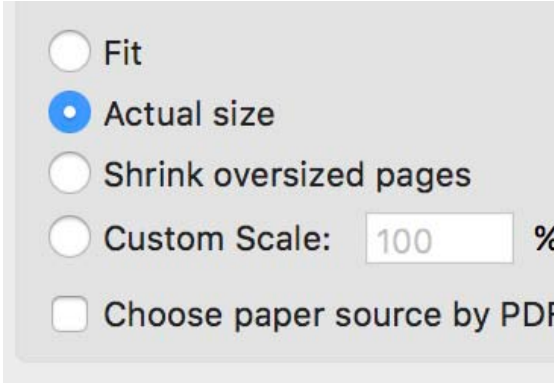 Fit
Actual size
Shrink oversized pages
Custom Scale: 100 %
Choose paper source by PDF